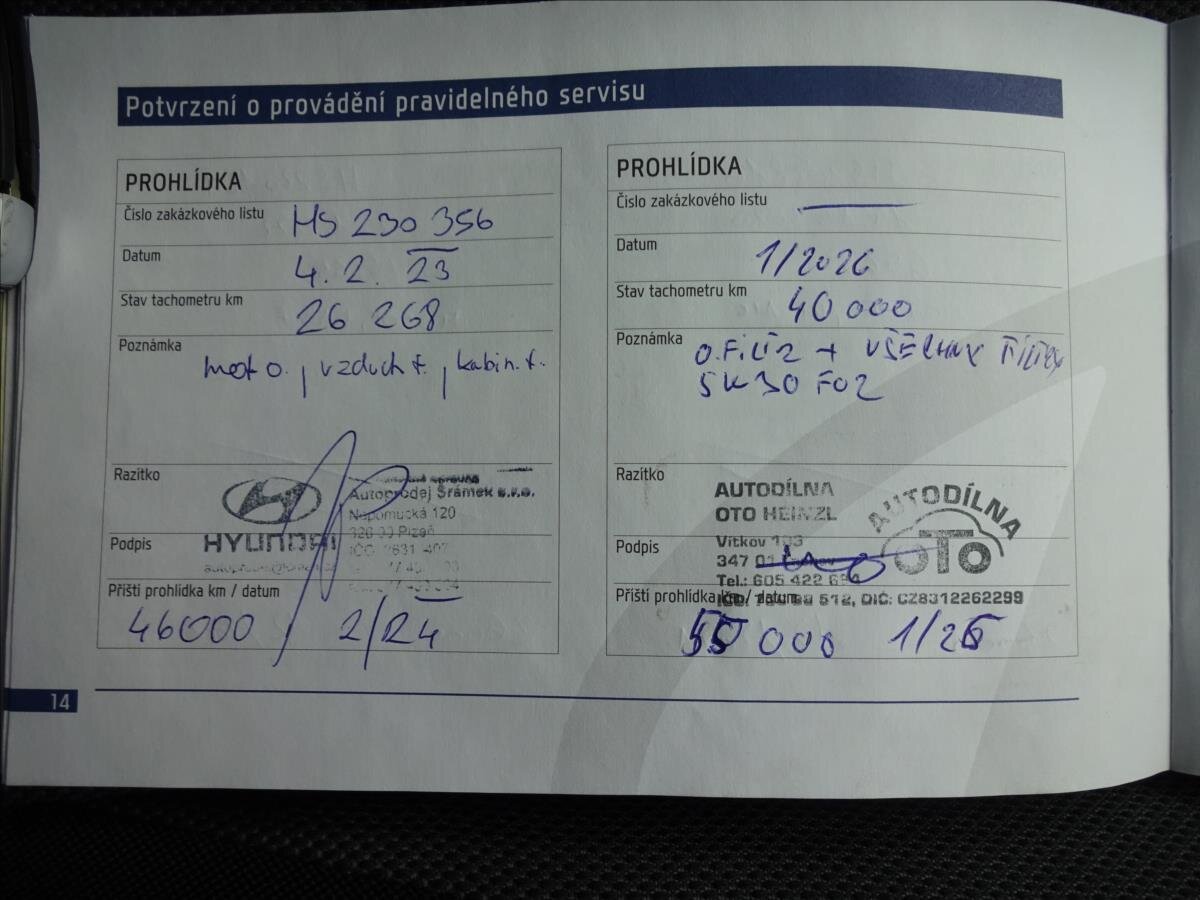 Potvrzení o provádění pravidelného servisu
PROHLÍDKA
Číslo zakázkového listu HS 230 356
Datum 4. 2. 23
Stav tachometru km 26 268
Poznámka
mot o., vzduch f., kabin. f.
Razítko
Autoprodej Šrámek s.r.o.
Nepomucká 120
Plzeň
HYUNDAI
Podpis
Příští prohlídka km / datum
46000 2/24
PROHLÍDKA
Číslo zakázkového listu
Datum 1/2026
Stav tachometru km 40 000
Poznámka O.FILTR + VŠECHNY FILTRY
5W30 FO2
Razítko
AUTODÍLNA
OTO HEINZL
AUTODÍLNA
OTO
Podpis
Vítkov
347 01
Tel.: 605 422
512, DIČ: CZ8312262299
Příští prohlídka km / datum
000 1/26
14